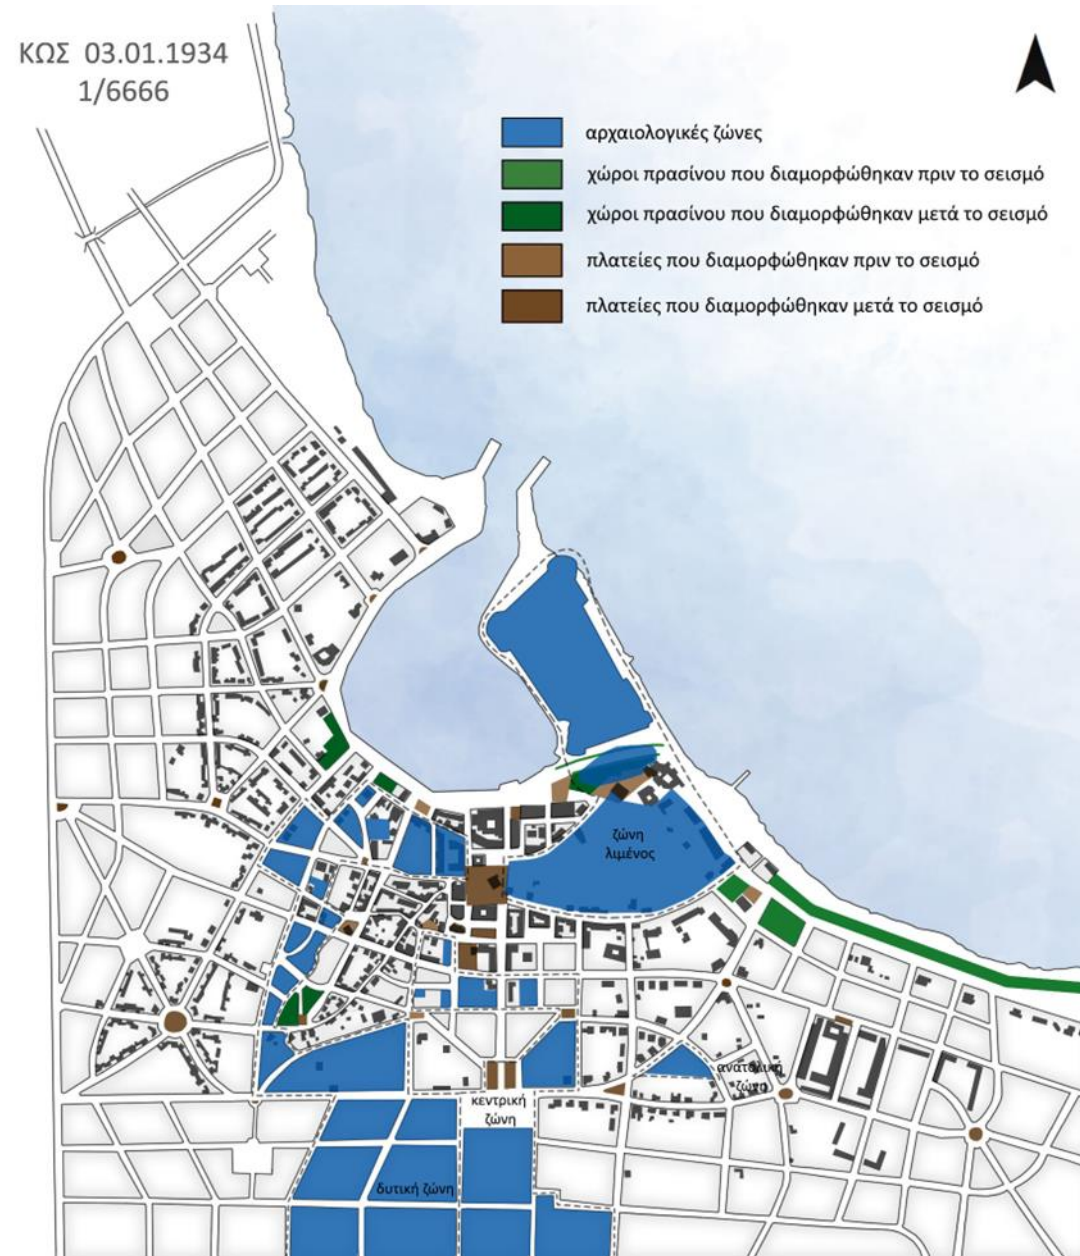 ΚΩΣ 03.01.1934
1/6666
αρχαιολογικές ζώνες
χώροι πρασίνου που διαμορφώθηκαν πριν το σεισμό
χώροι πρασίνου που διαμορφώθηκαν μετά το σεισμό
πλατείες που διαμορφώθηκαν πριν το σεισμό
πλατείες που διαμορφώθηκαν μετά το σεισμό
ζώνη
λιμένος
ανατολική
ζώνη
κεντρική
ζώνη
δυτική ζώνη